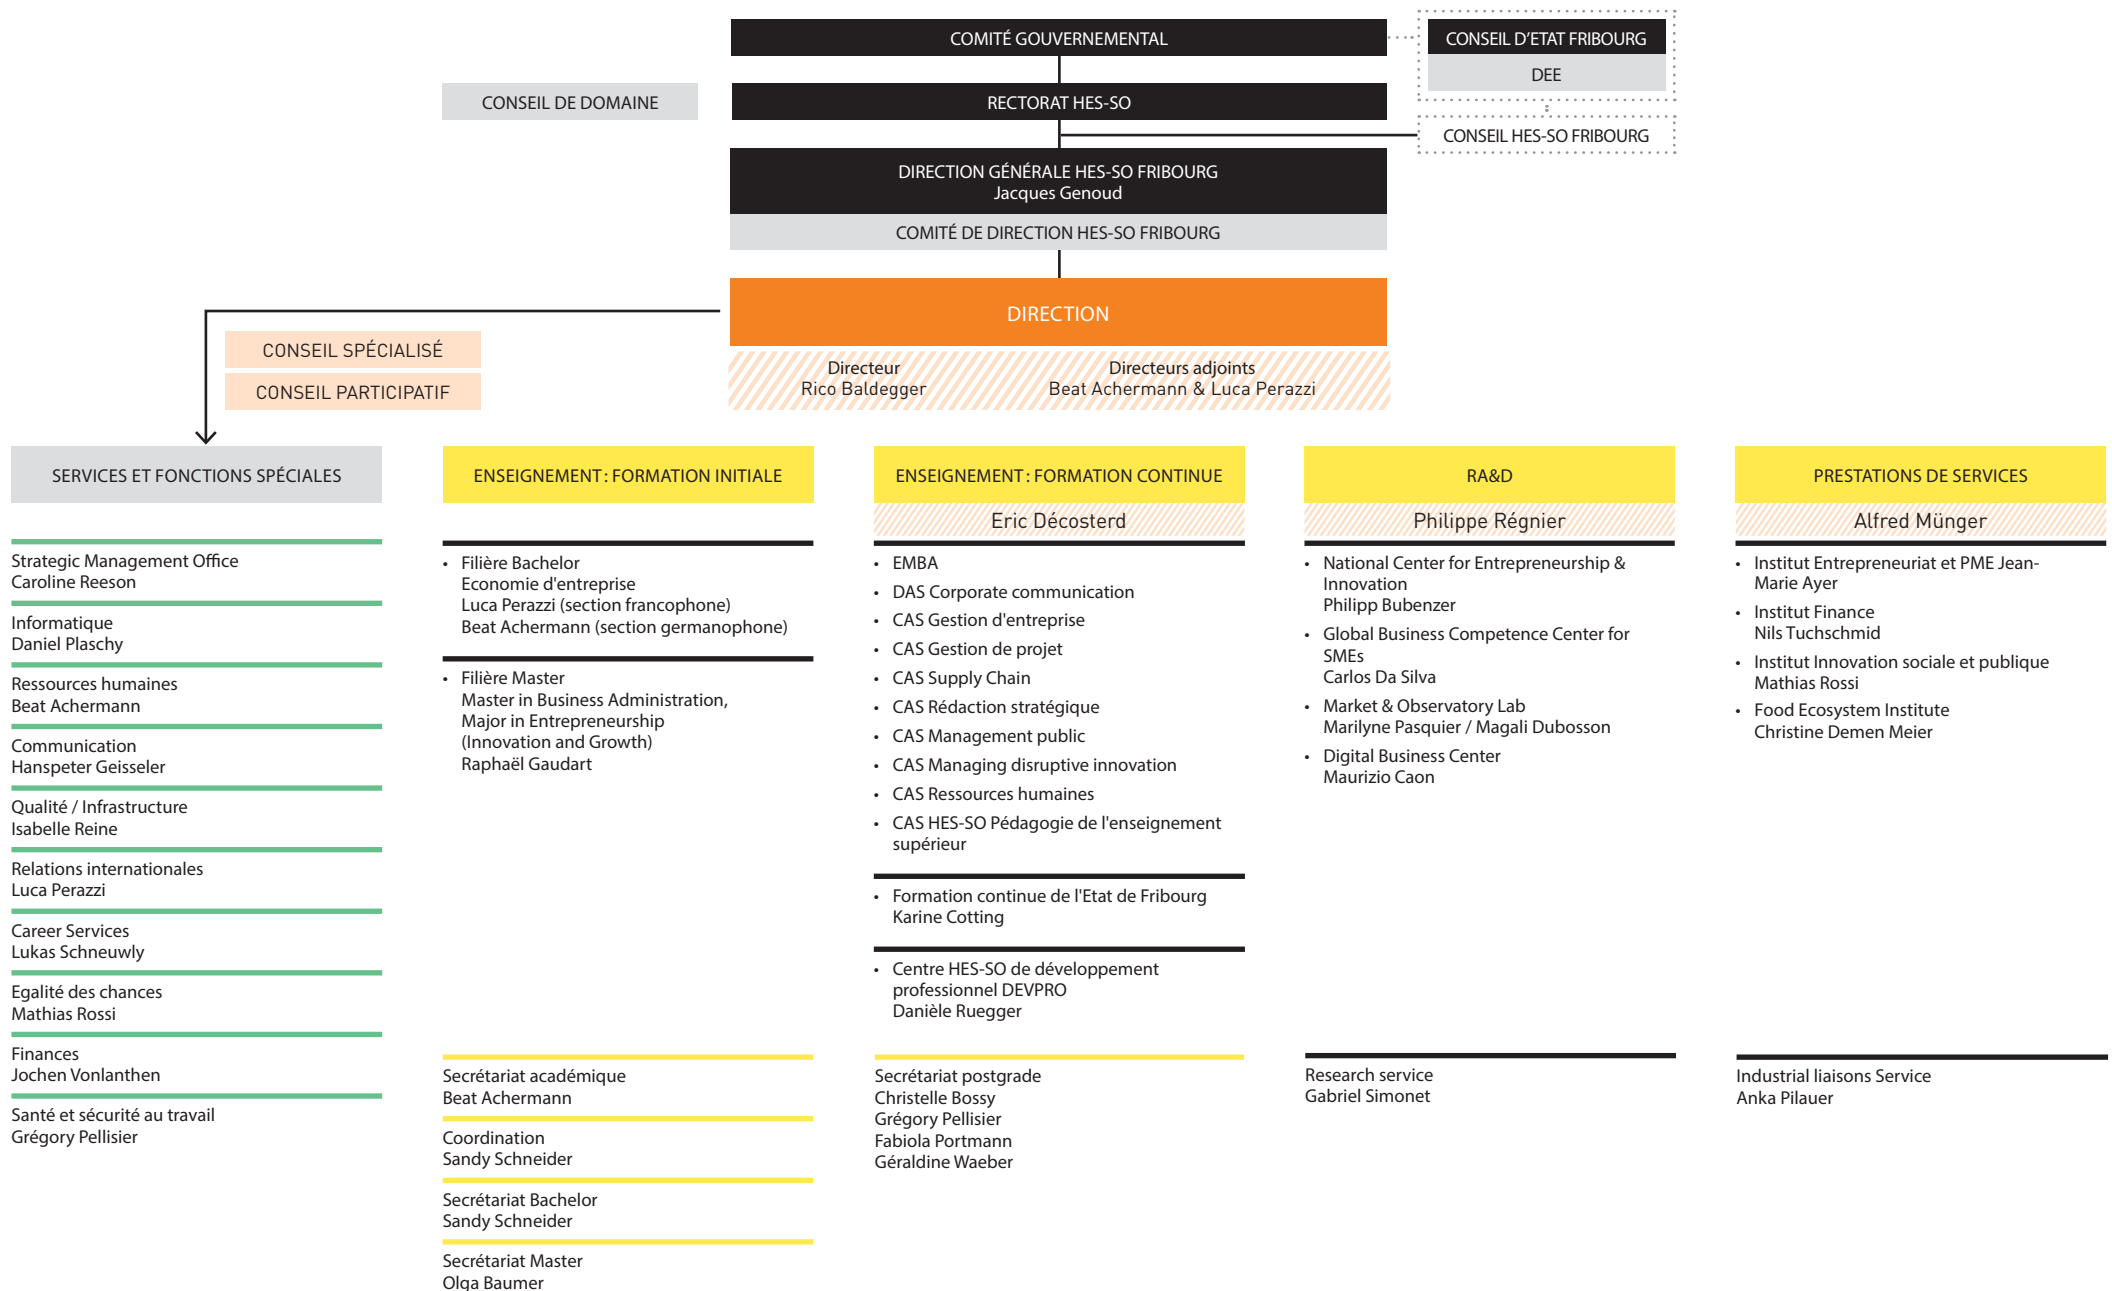 COMITÉ GOUVERNEMENTAL
CONSEIL D'ETAT FRIBOURG
DEE
CONSEIL DE DOMAINE
RECTORAT HES-SO
CONSEIL HES-SO FRIBOURG
DIRECTION GÉNÉRALE HES-SO FRIBOURG
Jacques Genoud
COMITÉ DE DIRECTION HES-SO FRIBOURG
DIRECTION
CONSEIL SPÉCIALISÉ
CONSEIL PARTICIPATIF
Directeur
Rico Baldegger
Directeurs adjoints
Beat Achermann & Luca Perazzi
SERVICES ET FONCTIONS SPÉCIALES
Strategic Management Office
Caroline Reeson
Informatique
Daniel Plaschy
Ressources humaines
Beat Achermann
Communication
Hanspeter Geisseler
Qualité / Infrastructure
Isabelle Reine
Relations internationales
Luca Perazzi
Career Services
Lukas Schneuwly
Egalité des chances
Mathias Rossi
Finances
Jochen Vonlanthen
Santé et sécurité au travail
Grégory Pellisier
ENSEIGNEMENT : FORMATION INITIALE
• Filière Bachelor
Economie d'entreprise
Luca Perazzi (section francophone)
Beat Achermann (section germanophone)
• Filière Master
Master in Business Administration,
Major in Entrepreneurship
(Innovation and Growth)
Raphaël Gaudart
Secrétariat académique
Beat Achermann
Coordination
Sandy Schneider
Secrétariat Bachelor
Sandy Schneider
Secrétariat Master
Olga Baumer
ENSEIGNEMENT : FORMATION CONTINUE
Eric Décosterd
• EMBA
• DAS Corporate communication
• CAS Gestion d'entreprise
• CAS Gestion de projet
• CAS Supply Chain
• CAS Rédaction stratégique
• CAS Management public
• CAS Managing disruptive innovation
• CAS Ressources humaines
• CAS HES-SO Pédagogie de l'enseignement
supérieur
• Formation continue de l'Etat de Fribourg
Karine Cotting
• Centre HES-SO de développement
professionnel DEVPRO
Danièle Ruegger
Secrétariat postgrade
Christelle Bossy
Grégory Pellisier
Fabiola Portmann
Géraldine Waeber
RA&D
Philippe Régnier
• National Center for Entrepreneurship &
Innovation
Philipp Bubenzer
• Global Business Competence Center for
SMEs
Carlos Da Silva
• Market & Observatory Lab
Marilyne Pasquier / Magali Dubosson
• Digital Business Center
Maurizio Caon
Research service
Gabriel Simonet
PRESTATIONS DE SERVICES
Alfred Münger
• Institut Entrepreneuriat et PME Jean-
Marie Ayer
• Institut Finance
Nils Tuchschmid
• Institut Innovation sociale et publique
Mathias Rossi
• Food Ecosystem Institute
Christine Demen Meier
Industrial liaisons Service
Anka Pilauer